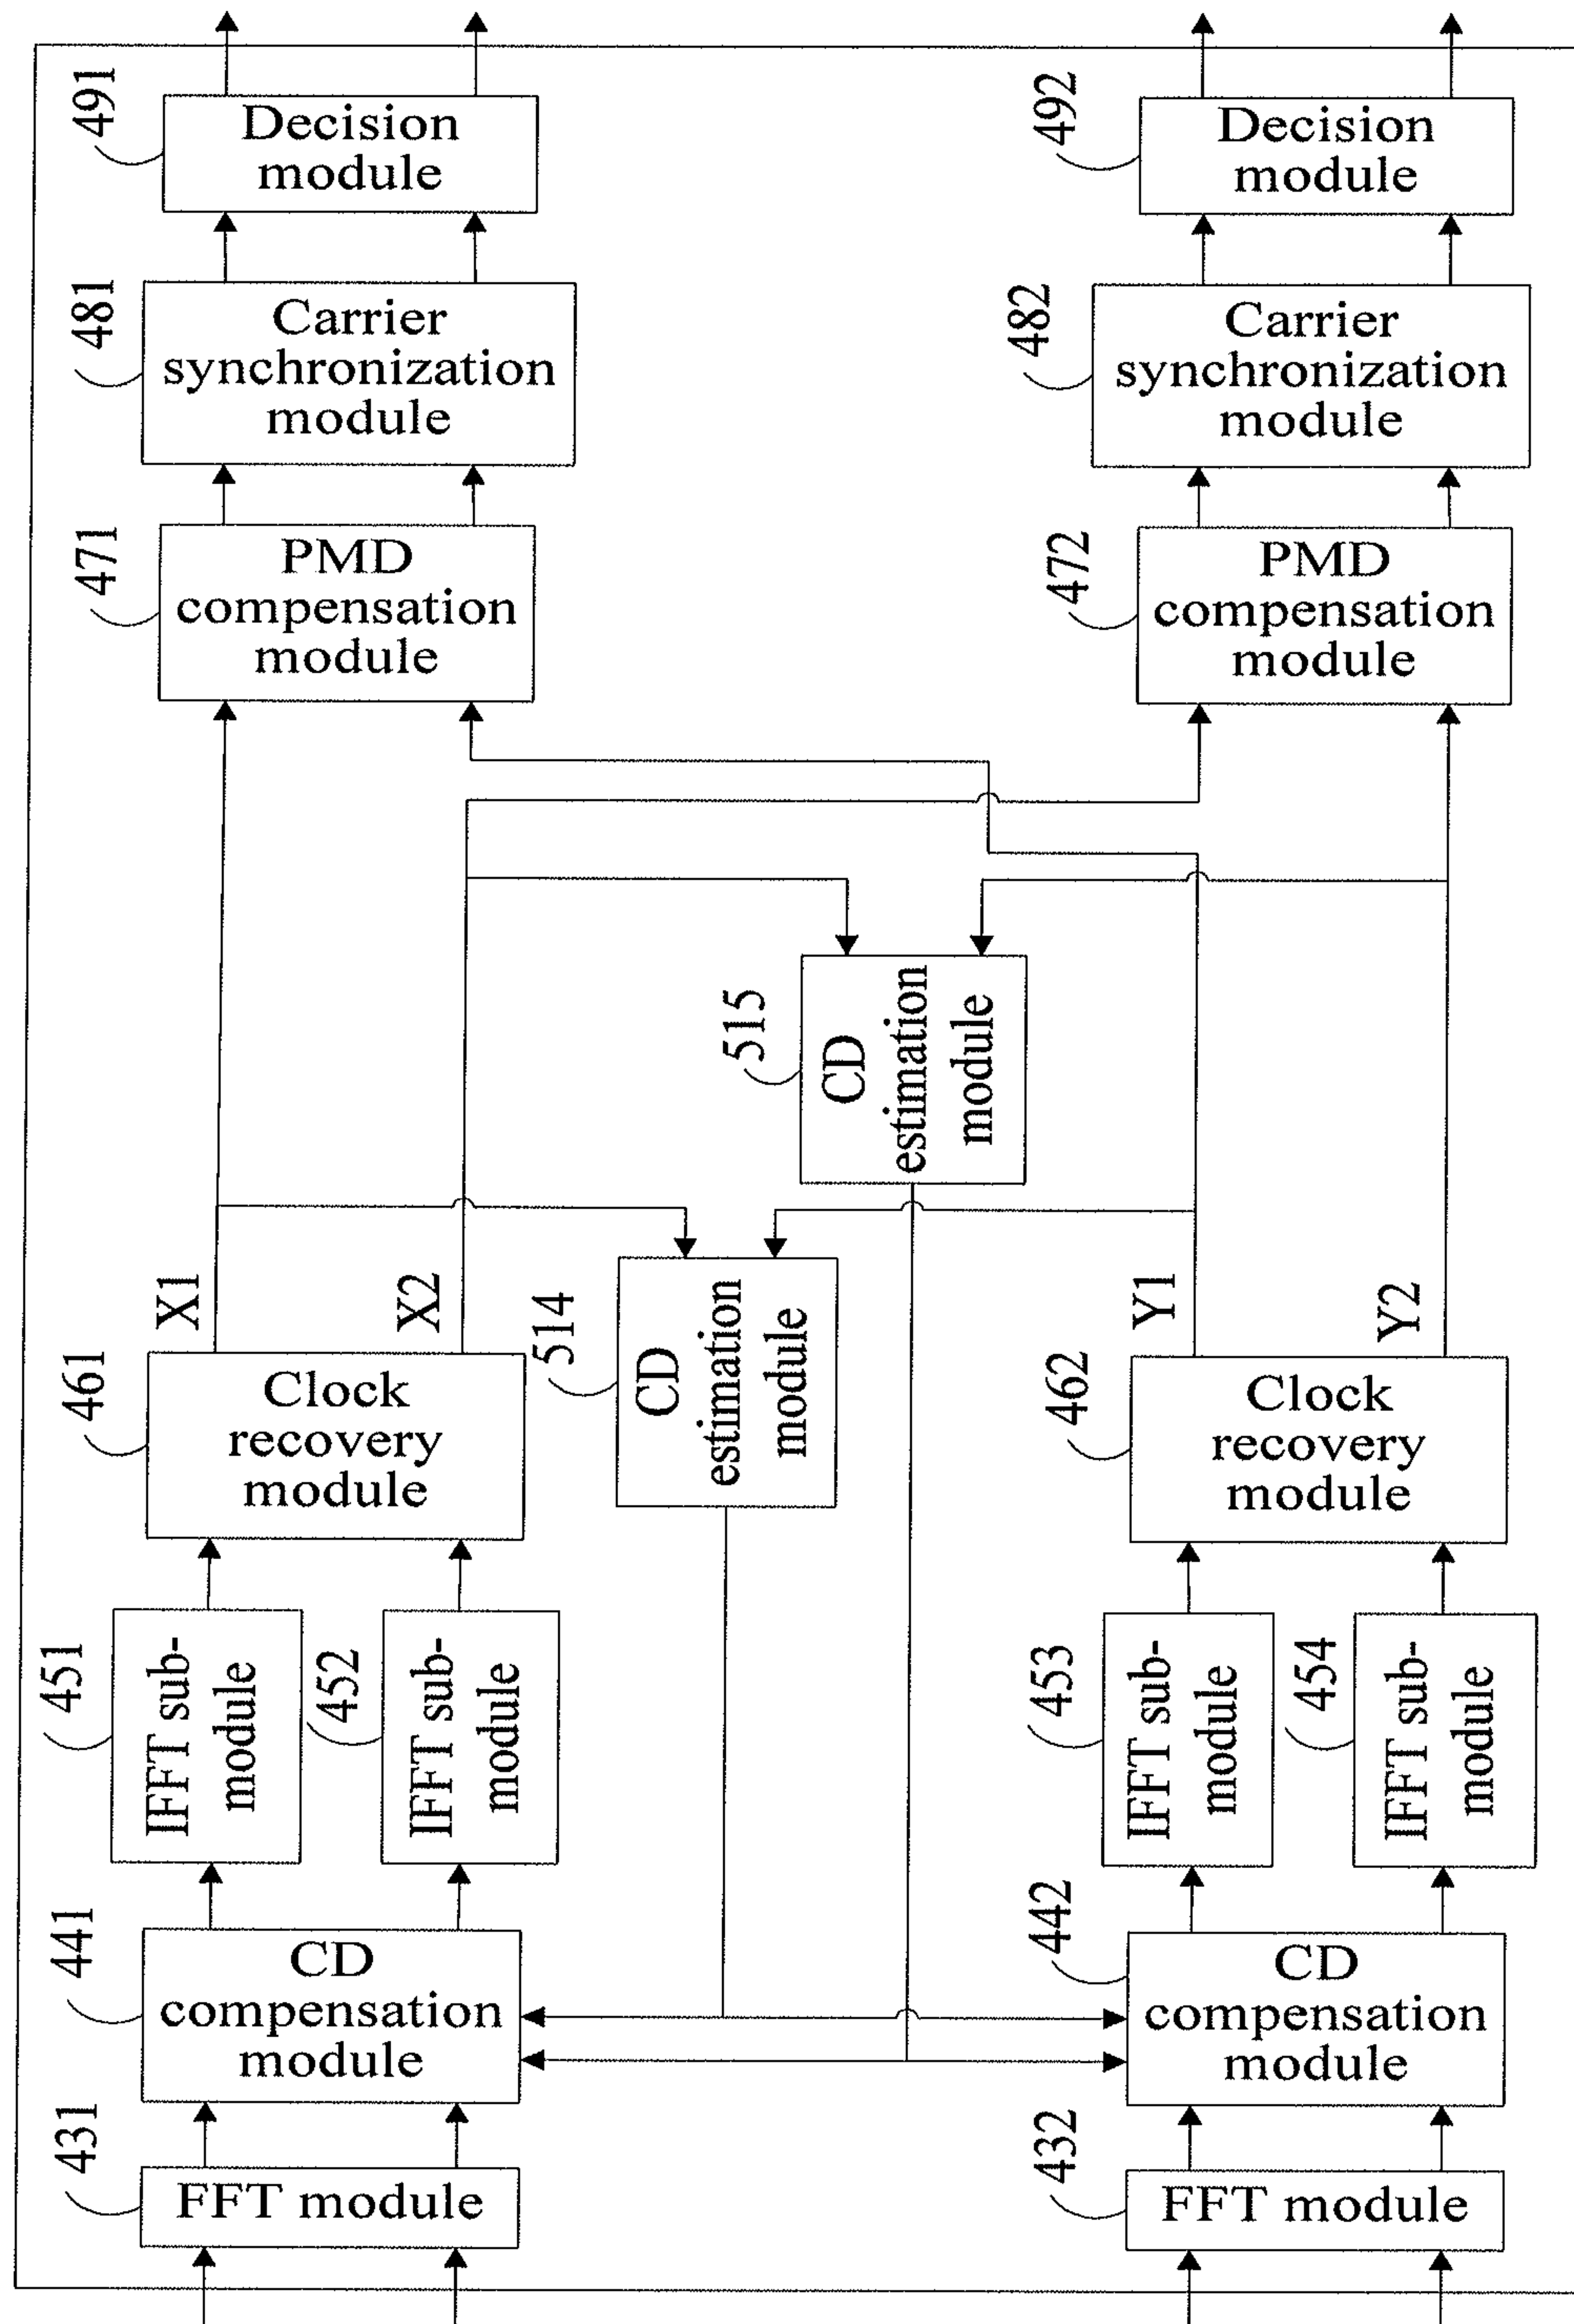 491
Decision
module
492
Decision
module
481
Carrier
synchronization
module
482
Carrier
synchronization
module
471
PMD
compensation
module
472
PMD
compensation
module
515
CD
estimation
module
X1
X2
514
CD
estimation
module
Y1
Y2
461
Clock
recovery
module
462
Clock
recovery
module
451
IFFT sub-
module
452
IFFT sub-
module
453
IFFT sub-
module
454
IFFT sub-
module
441
CD
compensation
module
442
CD
compensation
module
431
FFT module
432
FFT module